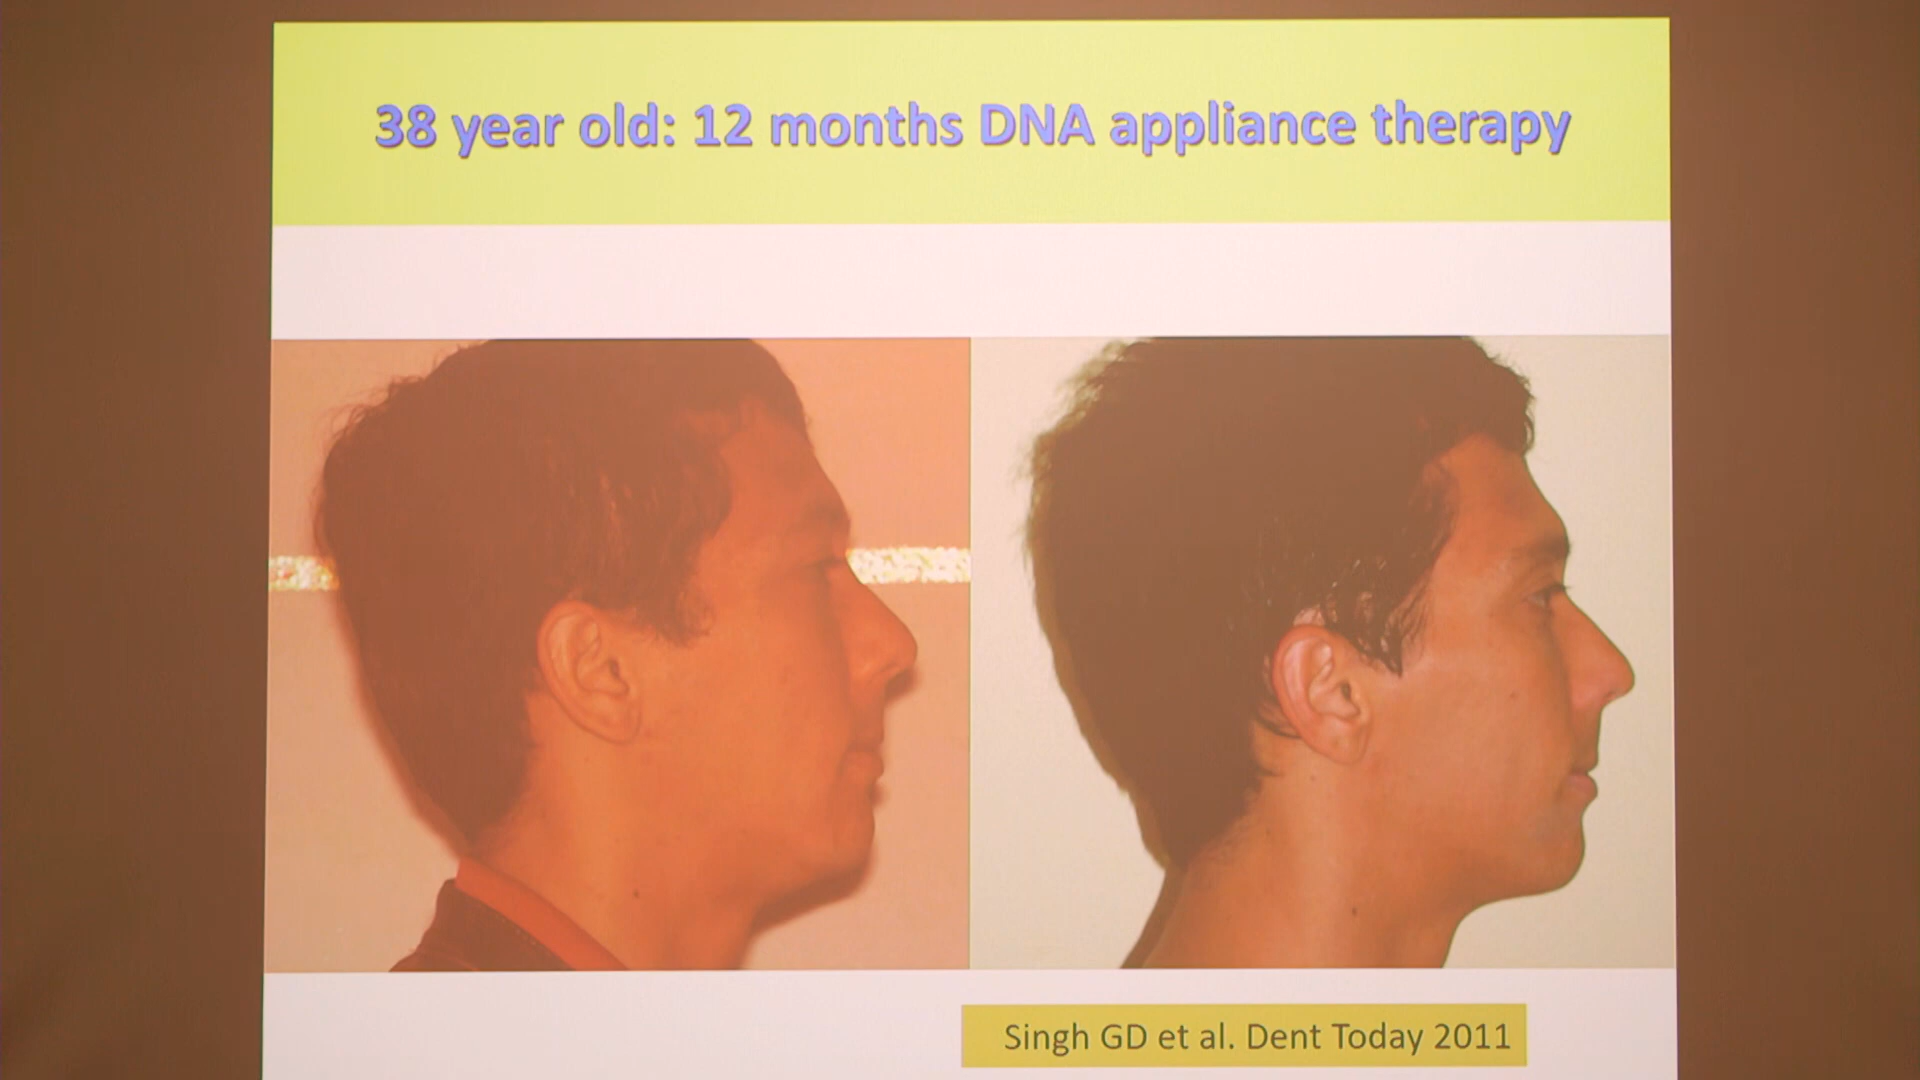 38 year old: 12 months DNA appliance therapy
Singh GD et al. Dent Today 2011